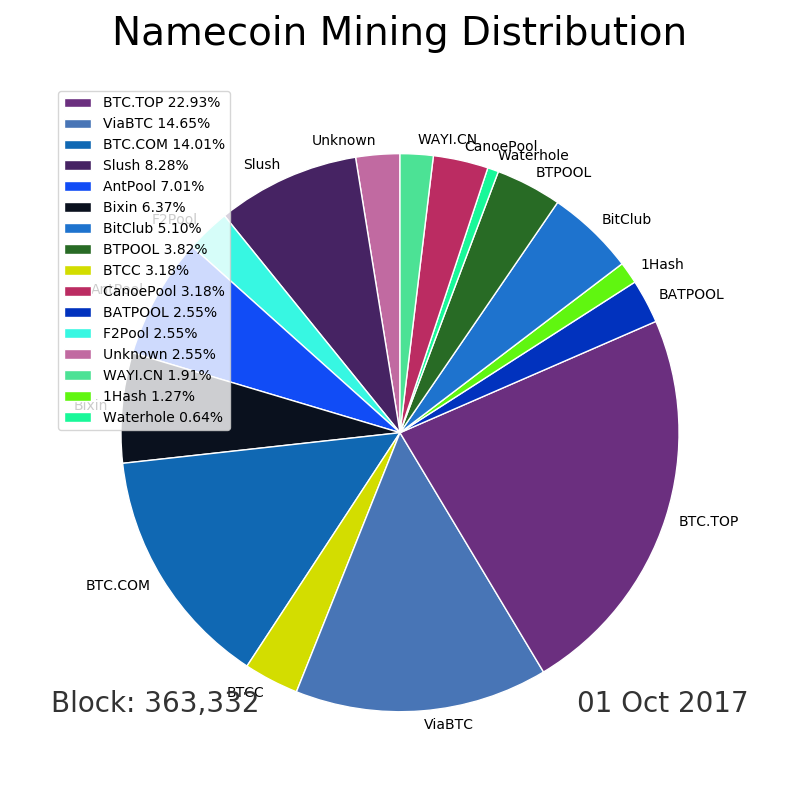 Namecoin Mining Distribution
BTC.TOP 22.93%
ViaBTC 14.65%
BTC.COM 14.01%
Slush 8.28%
AntPool 7.01%
Bixin 6.37%
BitClub 5.10%
BTPOOL 3.82%
BTCC 3.18%
CanoePool 3.18%
BATPOOL 2.55%
F2Pool 2.55%
Unknown 2.55%
WAYI.CN 1.91%
1Hash 1.27%
Waterhole 0.64%
Unknown
WAYI.CN
CanoePool
Waterhole
BTPOOL
Slush
F2Pool
BitClub
1Hash
AntPool
BATPOOL
Bixin
BTC.TOP
BTC.COM
BTCC
ViaBTC
Block: 363,332
01 Oct 2017